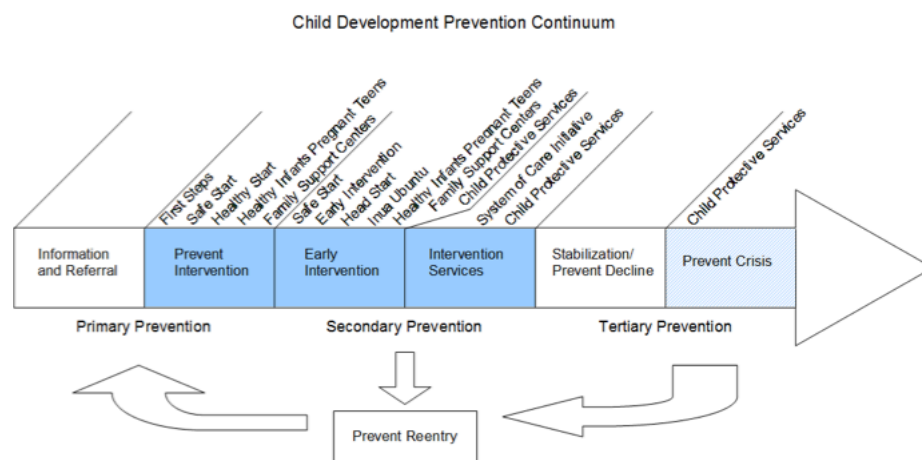 Child Development Prevention Continuum
First Steps
Safe Start
Healthy Start
Healthy Infants Pregnant Teens
Family Support Centers
Safe Start
Early Intervention
Head Start
Inua Ubuntu
Healthy Infants Pregnant Teens
Family Support Centers
Child Protective Services
System of Care Initiative
Child Protective Services
Child Protective Services
Information
and Referral
Prevent
Intervention
Early
Intervention
Intervention
Services
Stabilization/
Prevent Decline
Prevent Crisis
Primary Prevention
Secondary Prevention
Tertiary Prevention
Prevent Reentry